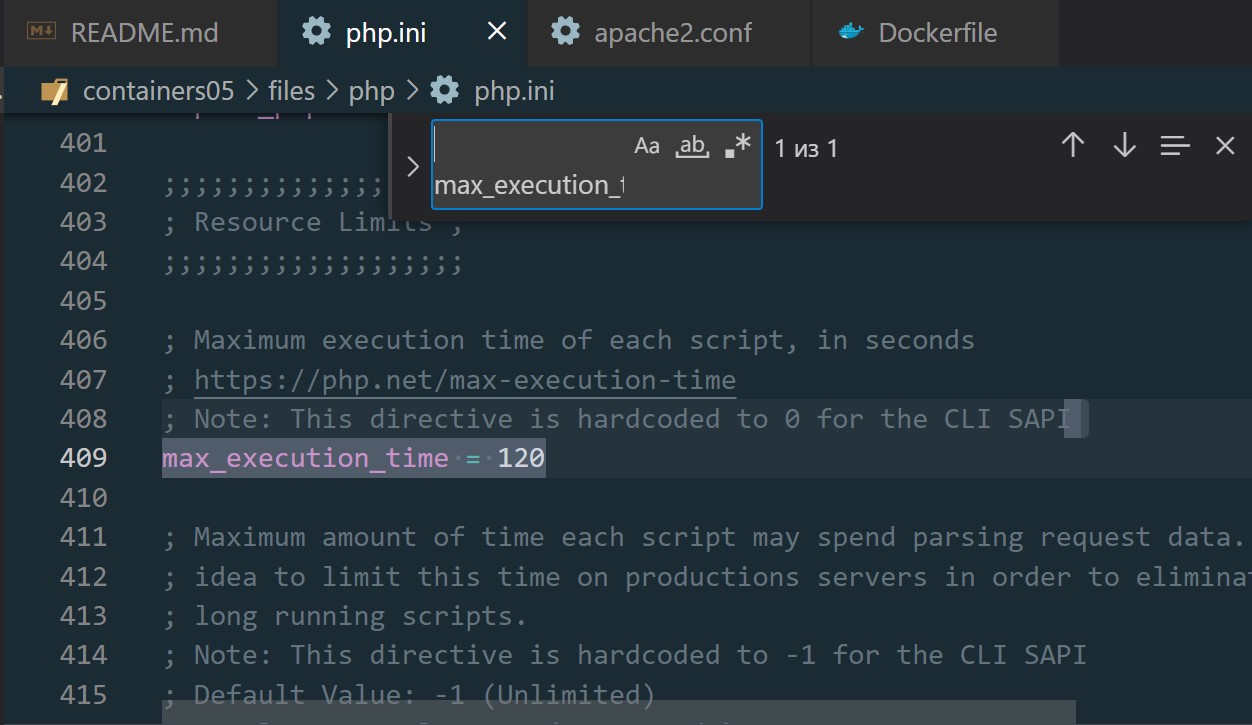 README.md php.ini apache2.conf Dockerfile
containers05 > files > php > php.ini
401
Aa ab .* 1 из 1
max_execution_t
402 ;;;;;;;;;;;;;;
403 ; Resource Limits ;
404 ;;;;;;;;;;;;;;;;;;;
405
406 ; Maximum execution time of each script, in seconds
407 ; https://php.net/max-execution-time
408 ; Note: This directive is hardcoded to 0 for the CLI SAPI
409 max_execution_time = 120
410
411 ; Maximum amount of time each script may spend parsing request data.
412 ; idea to limit this time on productions servers in order to elimina
413 ; long running scripts.
414 ; Note: This directive is hardcoded to -1 for the CLI SAPI
415 ; Default Value: -1 (Unlimited)